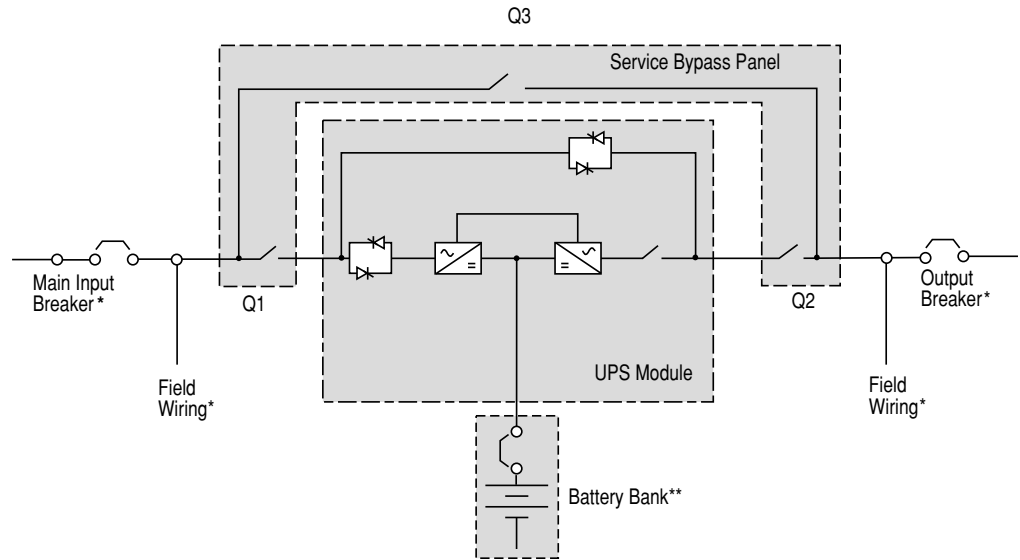 Q3
Service Bypass Panel
Main Input
Breaker*
Q1
Q2
Output
Breaker*
Field
Wiring*
UPS Module
Field
Wiring*
Battery Bank**